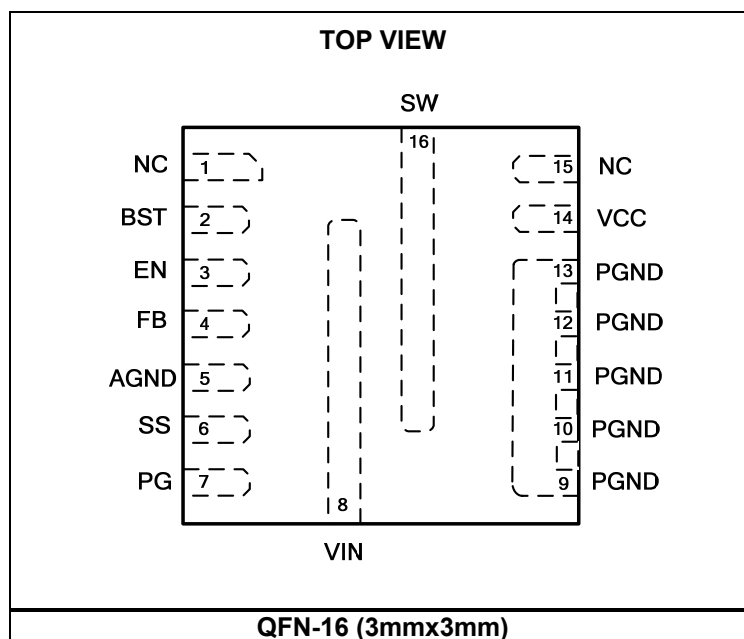 TOP VIEW
SW
16
NC 1 15 NC
BST 2 14 VCC
EN 3 13 PGND
FB 4 12 PGND
AGND 5 11 PGND
SS 6 10 PGND
PG 7 9 PGND
8
VIN
QFN-16 (3mmx3mm)